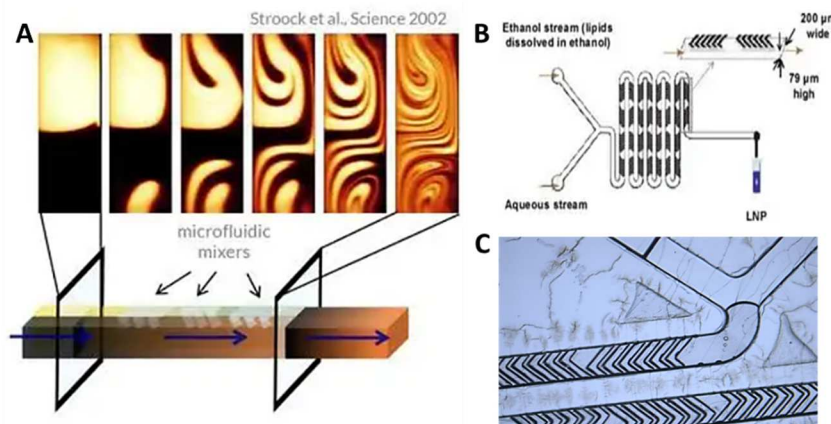 Stroock et al., Science 2002
A
microfluidic
mixers
B
Ethanol stream (lipids
dissolved in ethanol)
200 µm
wide
79 µm
high
Aqueous stream
LNP
C